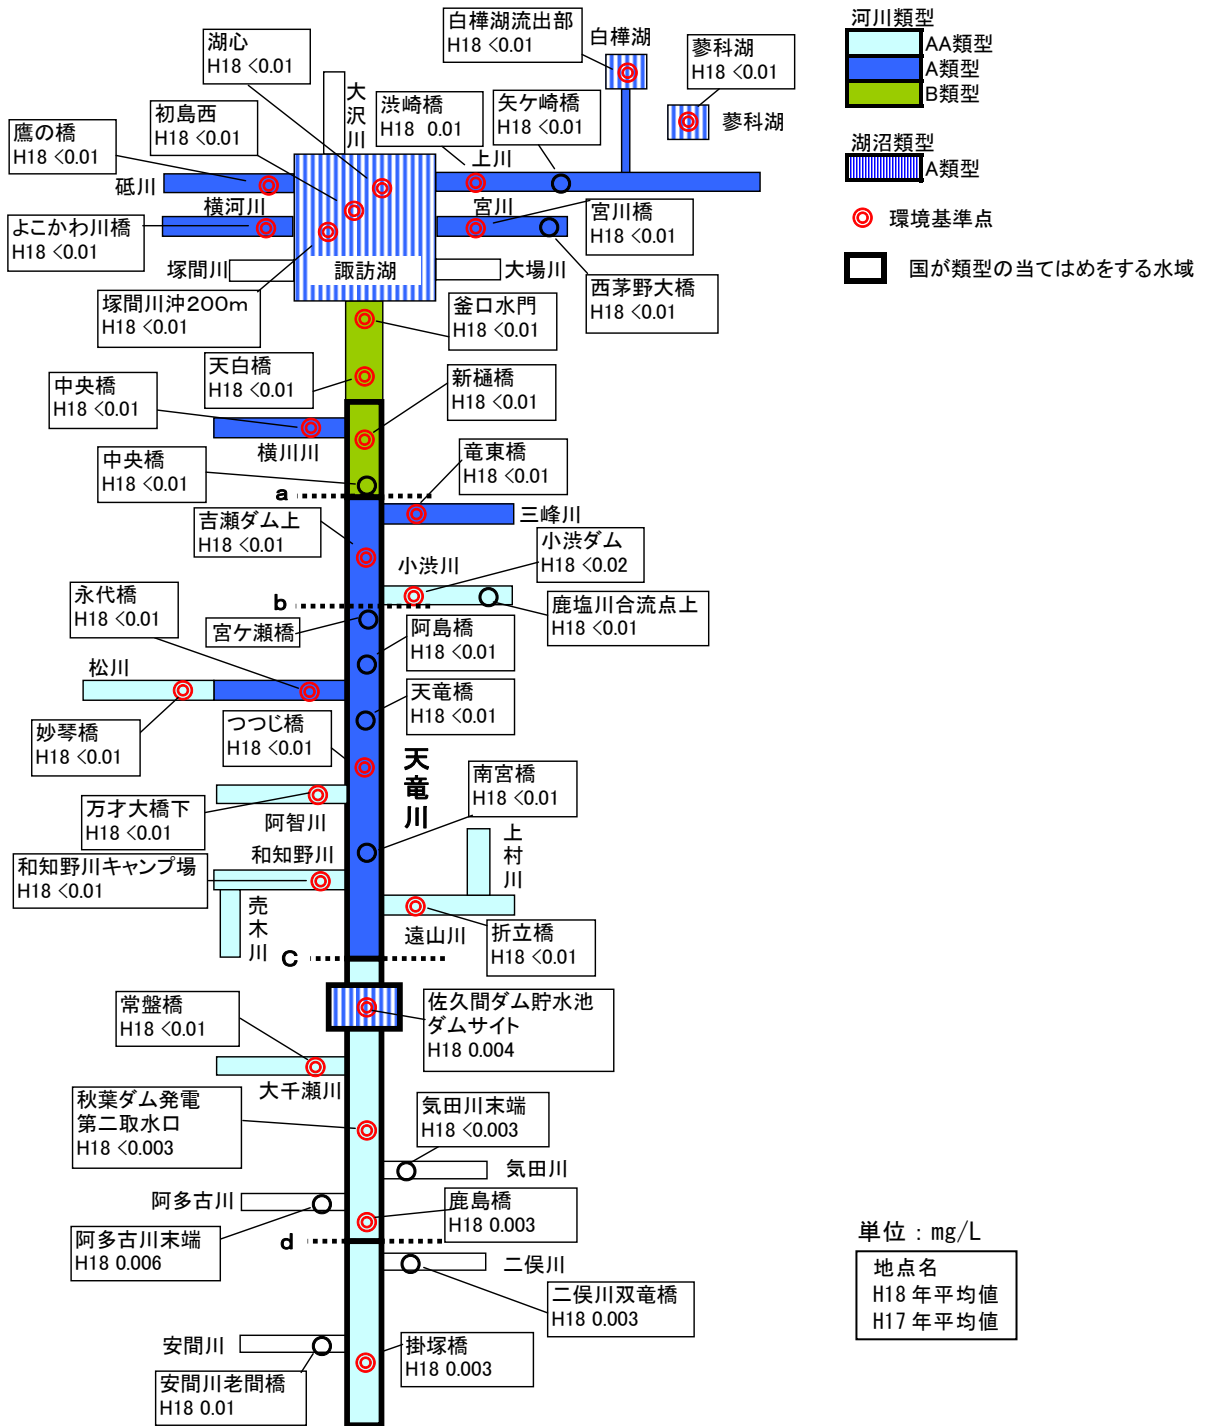 湖心
H18 <0.01
白樺湖流出部
H18 <0.01
白樺湖
蓼科湖
H18 <0.01
蓼科湖
河川類型
AA類型
A類型
B類型
湖沼類型
A類型
環境基準点
国が類型の当てはめをする水域
初島西
H18 <0.01
大沢川
渋崎橋
H18 0.01
矢ケ崎橋
H18 <0.01
上川
鷹の橋
H18 <0.01
砥川
横河川
よこかわ川橋
H18 <0.01
宮川
宮川橋
H18 <0.01
塚間川
諏訪湖
大場川
西茅野大橋
H18 <0.01
塚間川沖200m
H18 <0.01
釜口水門
H18 <0.01
天白橋
H18 <0.01
中央橋
H18 <0.01
新樋橋
H18 <0.01
横川川
中央橋
H18 <0.01
竜東橋
H18 <0.01
a
三峰川
吉瀬ダム上
H18 <0.01
小渋ダム
H18 <0.02
小渋川
永代橋
H18 <0.01
b
鹿塩川合流点上
H18 <0.01
宮ケ瀬橋
阿島橋
H18 <0.01
松川
天竜橋
H18 <0.01
妙琴橋
H18 <0.01
つつじ橋
H18 <0.01
天竜川
南宮橋
H18 <0.01
万才大橋下
H18 <0.01
阿智川
上村川
和知野川
和知野川キャンプ場
H18 <0.01
売木川
遠山川
折立橋
H18 <0.01
c
常盤橋
H18 <0.01
佐久間ダム貯水池
ダムサイト
H18 0.004
大千瀬川
秋葉ダム発電
第二取水口
H18 <0.003
気田川末端
H18 <0.003
気田川
阿多古川
鹿島橋
H18 0.003
阿多古川末端
H18 0.006
d
二俣川
二俣川双竜橋
H18 0.003
安間川
掛塚橋
H18 0.003
安間川老間橋
H18 0.01
単位：mg/L
地点名
H18 年平均値
H17 年平均値